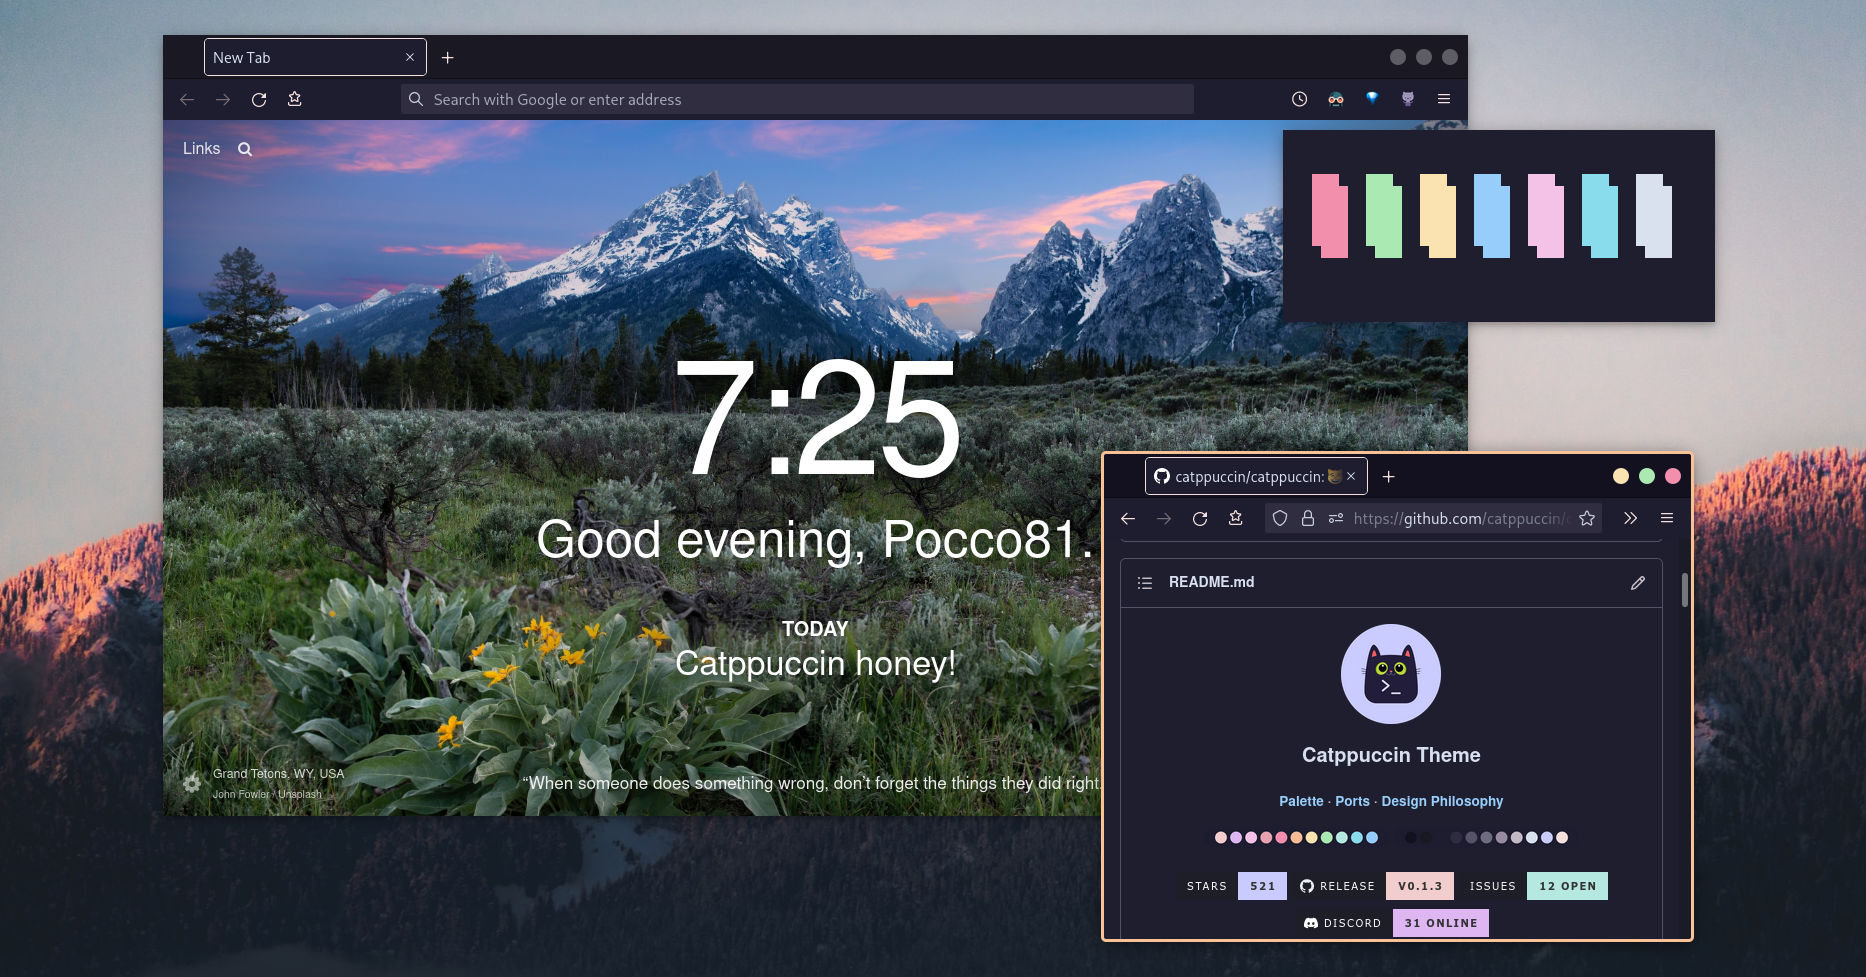 New Tab
Search with Google or enter address
Links
7:25
Good evening, Pocco81.
TODAY
Catppuccin honey!
Grand Tetons, WY, USA
John Fowler / Unsplash
“When someone does something wrong, don’t forget the things they did right.
catppuccin/catppuccin:
https://github.com/catppuccin/
README.md
>_
Catppuccin Theme
Palette · Ports · Design Philosophy
STARS 521 RELEASE V0.1.3 ISSUES 12 OPEN
DISCORD 31 ONLINE